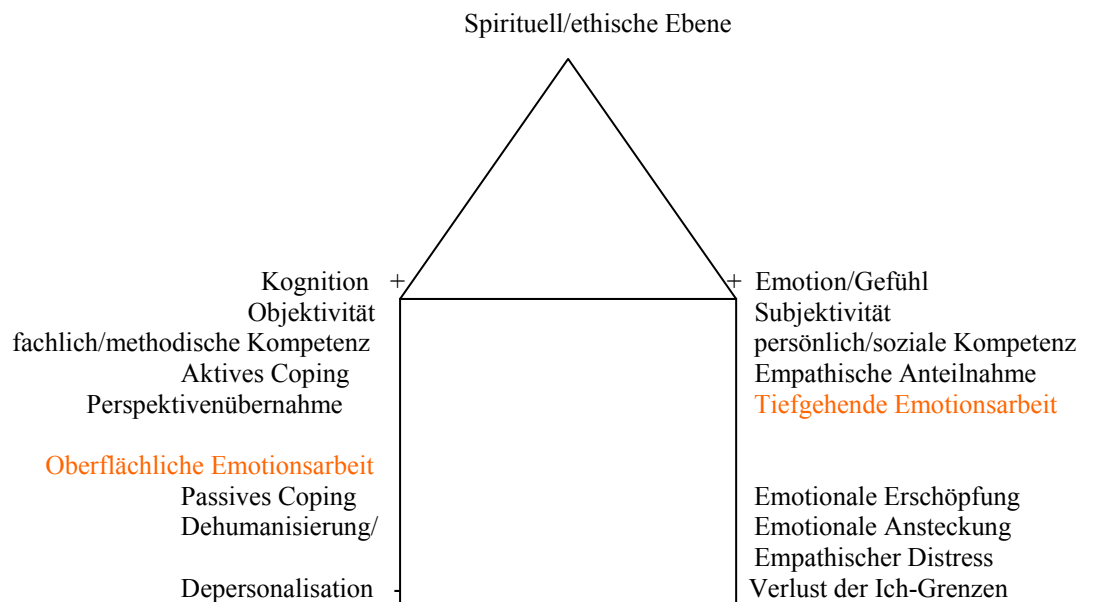 Spirituell/ethische Ebene
Kognition + + Emotion/Gefühl
Objektivität Subjektivität
fachlich/methodische Kompetenz persönlich/soziale Kompetenz
Aktives Coping Empathische Anteilnahme
Perspektivenübernahme Tiefgehende Emotionsarbeit
Oberflächliche Emotionsarbeit
Passives Coping Emotionale Erschöpfung
Dehumanisierung/ Emotionale Ansteckung
Empathischer Distress
Depersonalisation - Verlust der Ich-Grenzen